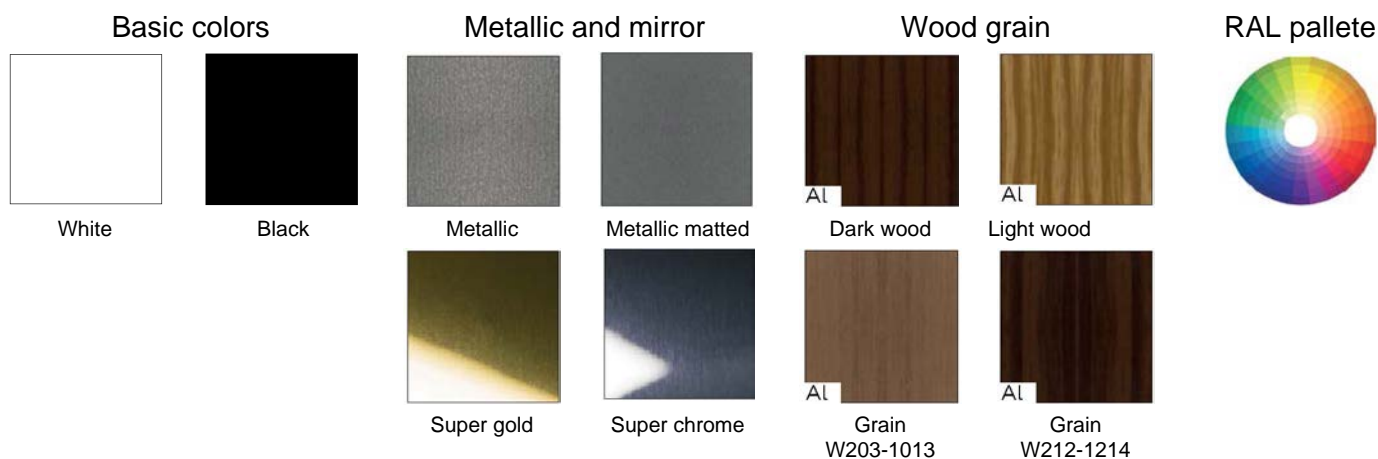 Basic colors
Metallic and mirror
Wood grain
RAL pallete
Al
Al
White
Black
Metallic
Metallic matted
Dark wood
Light wood
Al
Al
Super gold
Super chrome
Grain
W203-1013
Grain
W212-1214